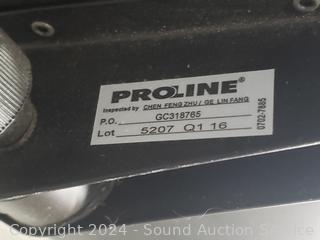 PROLINE®
Inspected by CHEN FENG ZHU / GE LIN FANG
P.O. GC318765
Lot 5207 Q1 16
0702-7685
Copyright 2024 - Sound Auction Service